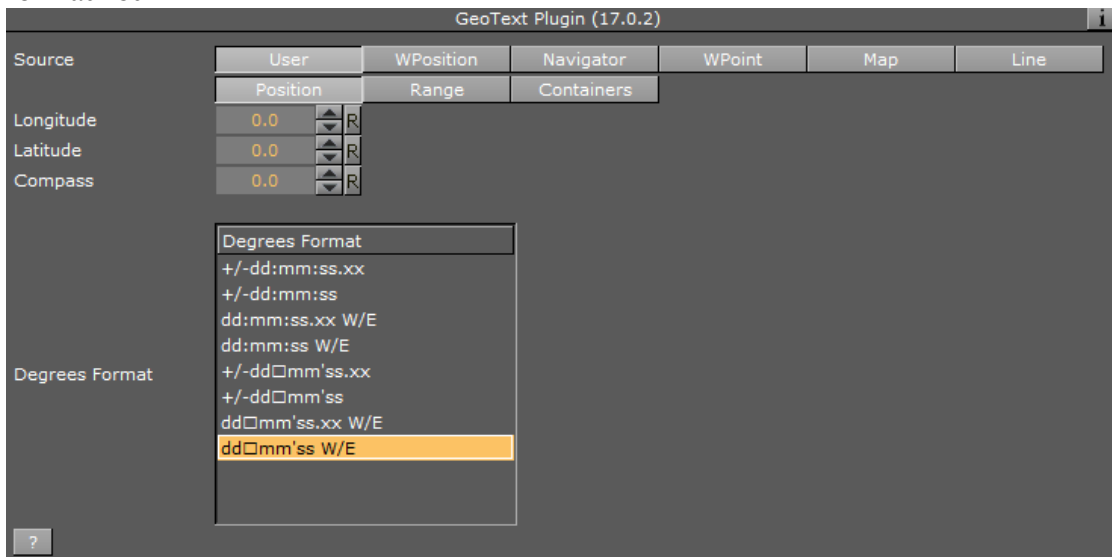 GeoText Plugin (17.0.2) i
Source User WPosition Navigator WPoint Map Line
Position Range Containers
Longitude 0.0 R
Latitude 0.0 R
Compass 0.0 R
Degrees Format
+/-dd:mm:ss.xx
+/-dd:mm:ss
dd:mm:ss.xx W/E
dd:mm:ss W/E
Degrees Format
+/-dd□mm'ss.xx
+/-dd□mm'ss
dd□mm'ss.xx W/E
dd□mm'ss W/E
?